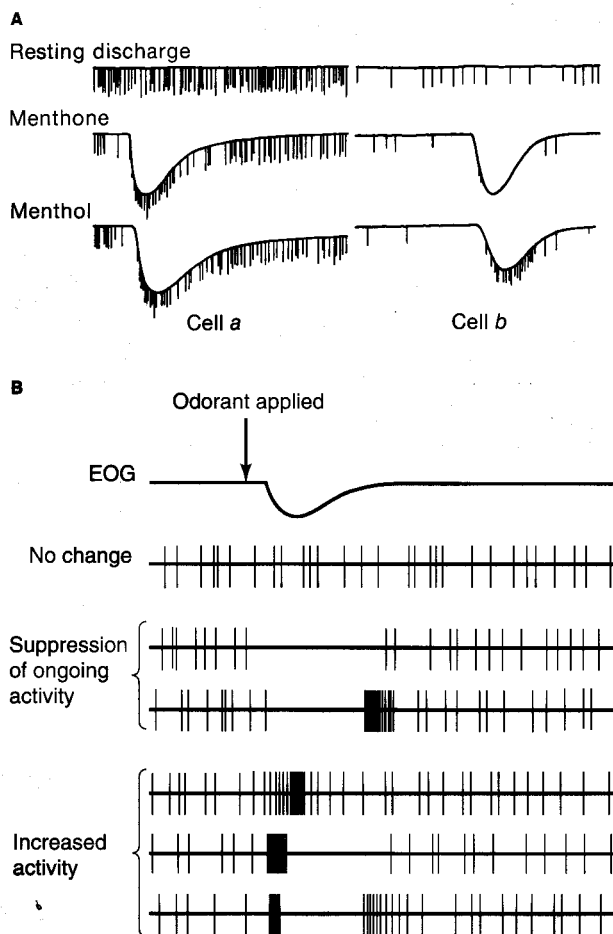 A
Resting discharge
Menthone
Menthol
Cell a
Cell b
B
Odorant applied
EOG
No change
Suppression
of ongoing
activity
Increased
activity